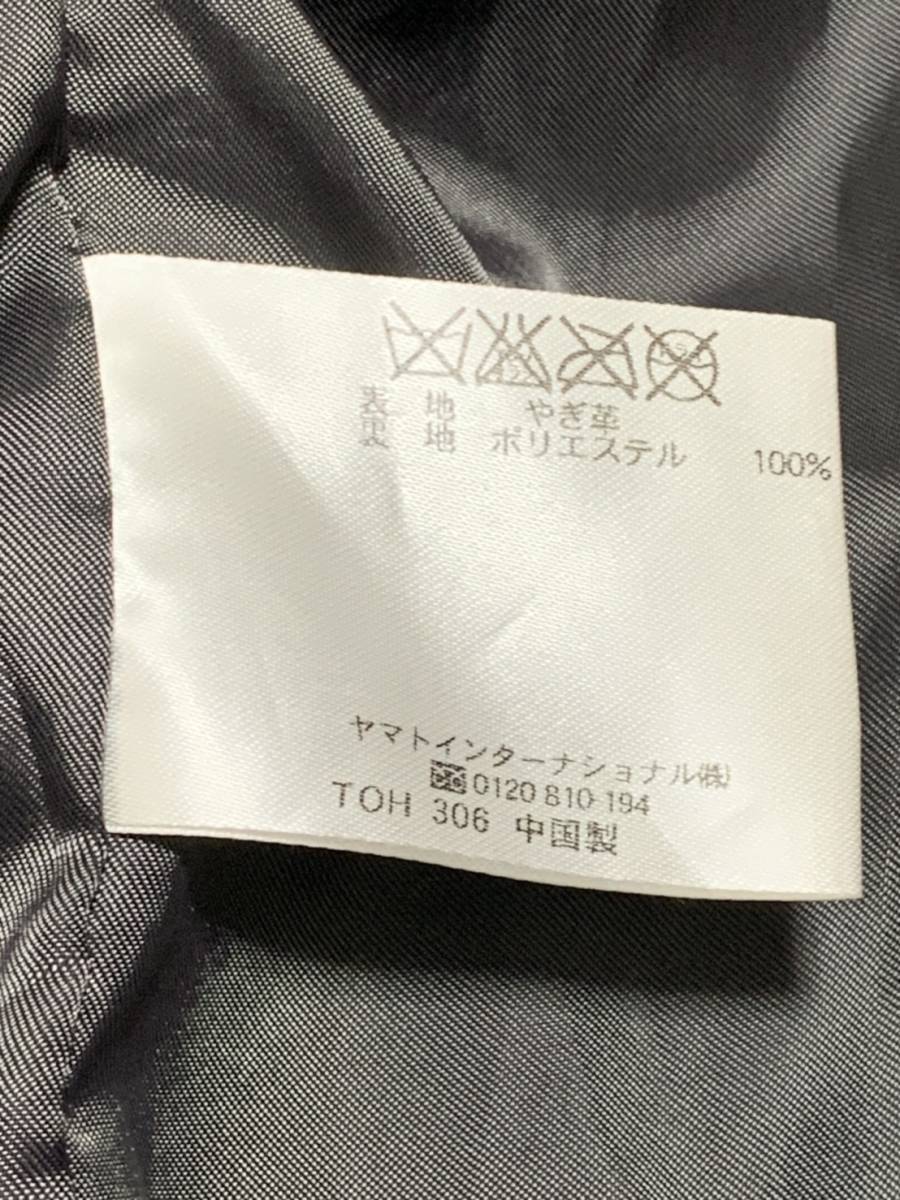 表 地 やぎ革
裏 地 ポリエステル 100%
ヤマトインターナショナル㈱
0120 810-194
TOH 306 中国製